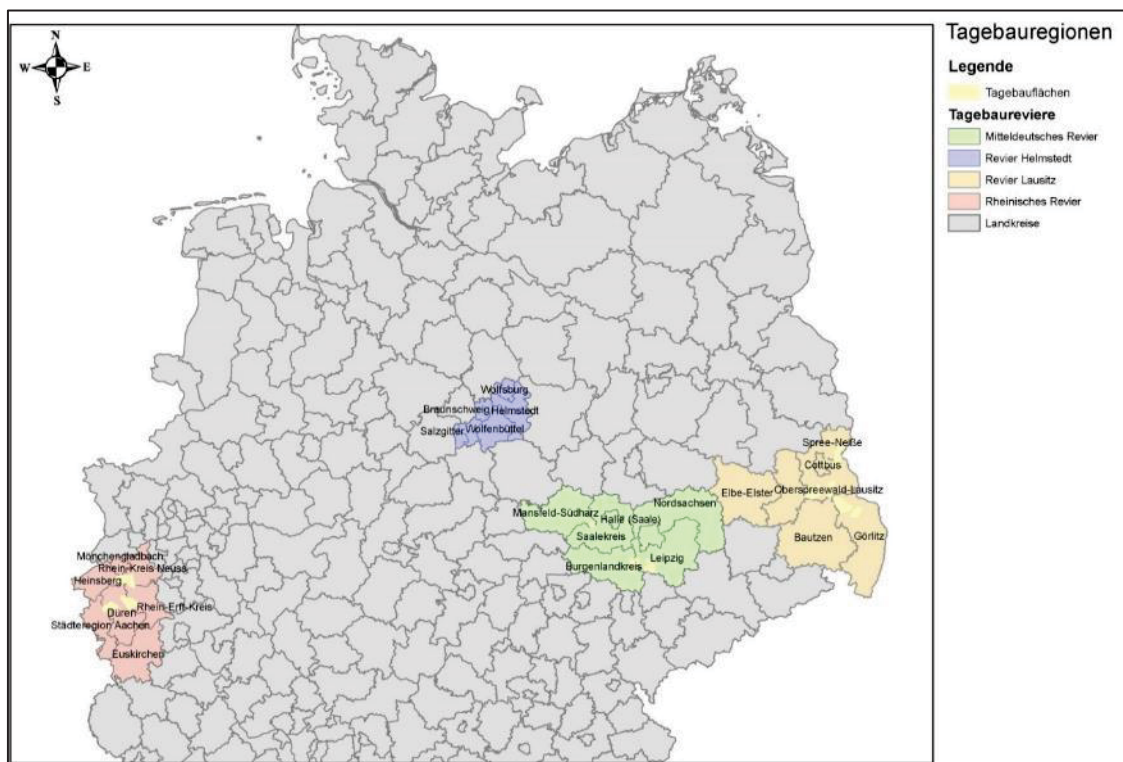 N
W E
S
Tagebauregionen
Legende
Tagebauflächen
Tagebaureviere
Mitteldeutsches Revier
Revier Helmstedt
Revier Lausitz
Rheinisches Revier
Landkreise
Wolfsburg
Braunschweig
Helmstedt
Salzgitter
Wolfenbüttel
Spree-Neiße
Cottbus
Elbe-Elster
Oberspreewald-Lausitz
Bautzen
Görlitz
Nordsachsen
Mansfeld-Südharz
Halle (Saale)
Saalekreis
Leipzig
Burgenlandkreis
Mönchengladbach
Rhein-Kreis Neuss
Heinsberg
Rhein-Erft-Kreis
Düren
Städteregion Aachen
Euskirchen